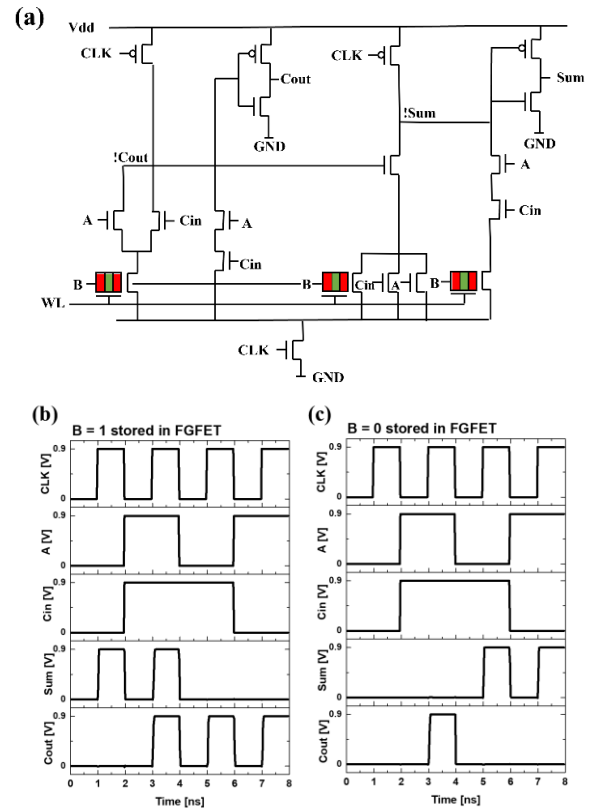 (a)
Vdd
CLK
Cout
CLK
Sum
!Sum
GND
GND
!Cout
A
A
Cin
A
Cin
Cin
B
B
Cin
A
B
WL
CLK
GND
(b)
B = 1 stored in FGFET
CLK [V]
0.9
0
A [V]
0.9
0
Cin [V]
0.9
0
Sum [V]
0.9
0
Cout [V]
0.9
0
0 1 2 3 4 5 6 7 8
Time [ns]
(c)
B = 0 stored in FGFET
CLK [V]
0.9
0
A [V]
0.9
0
Cin [V]
0.9
0
Sum [V]
0.9
0
Cout [V]
0.9
0
0 1 2 3 4 5 6 7 8
Time [ns]